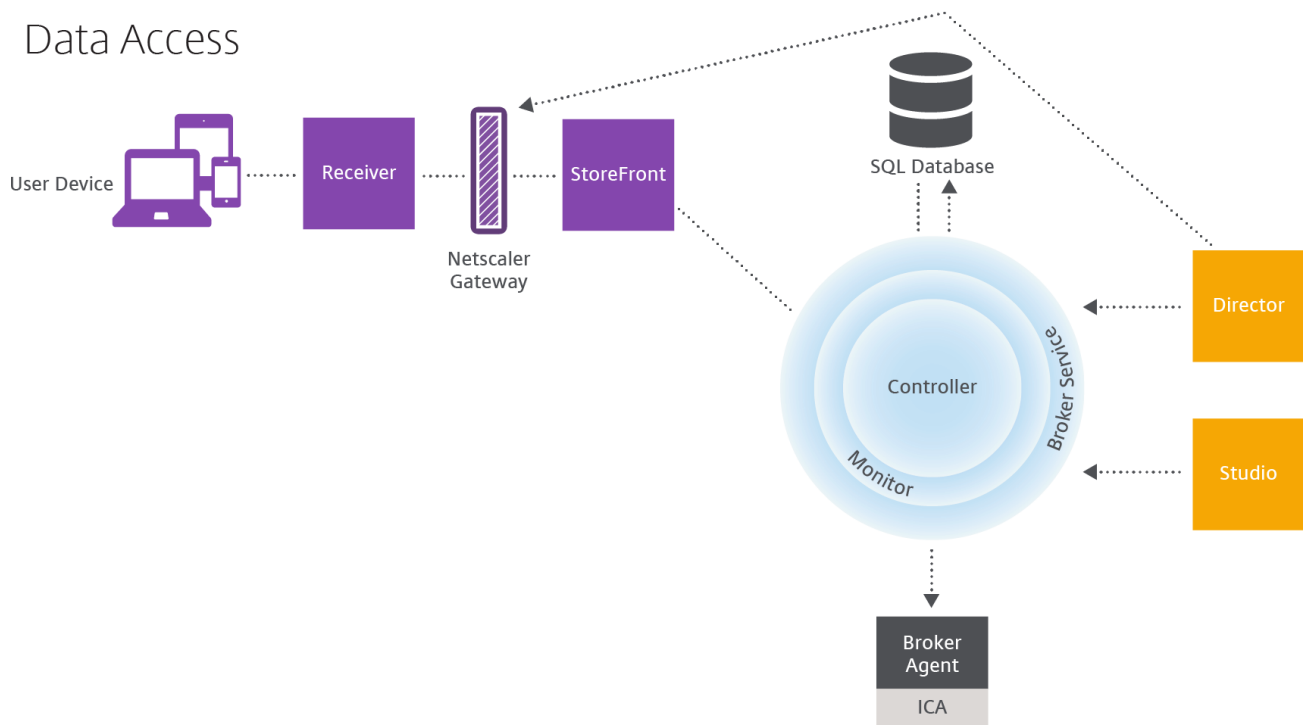 Data Access
User Device
Receiver
Netscaler
Gateway
StoreFront
SQL Database
Director
Controller
Monitor
Broker Service
Studio
Broker
Agent
ICA